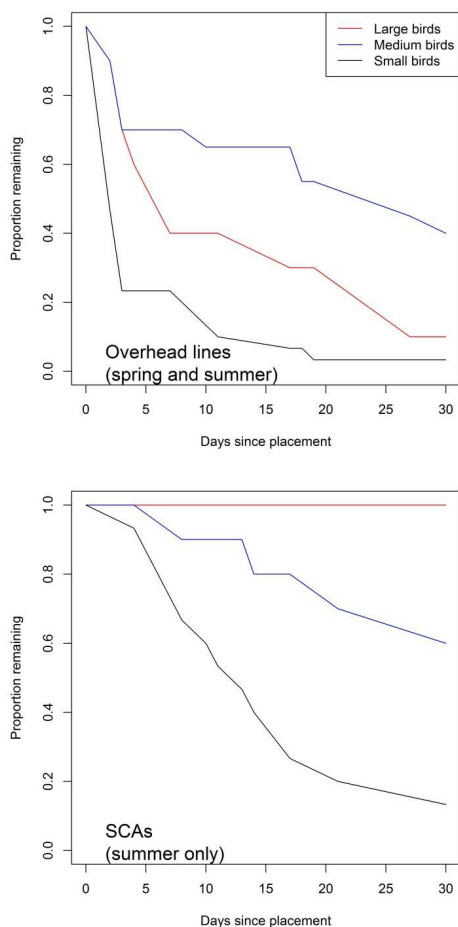 Large birds
Medium birds
Small birds
Proportion remaining
1.0
0.8
0.6
0.4
0.2
0.0
Overhead lines
(spring and summer)
0 5 10 15 20 25 30
Days since placement
Proportion remaining
1.0
0.8
0.6
0.4
0.2
0.0
SCAs
(summer only)
0 5 10 15 20 25 30
Days since placement